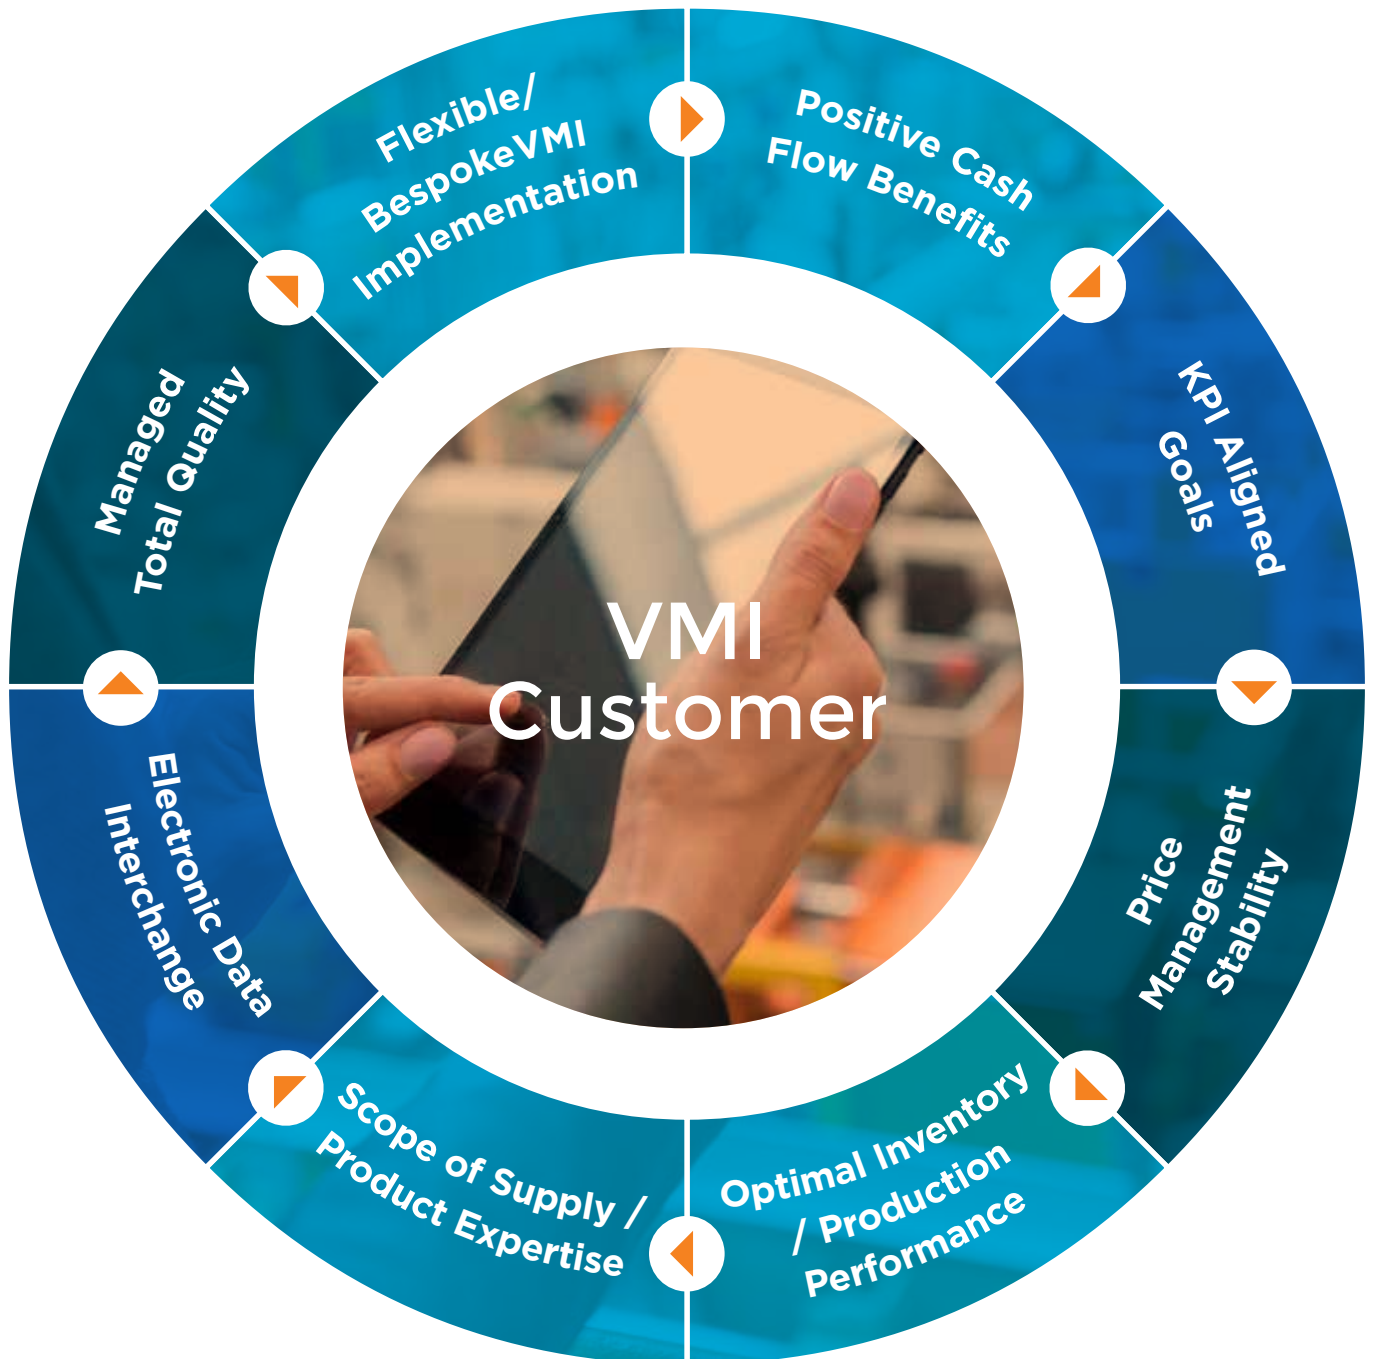 Flexible/
BespokeVMI
Implementation
Positive Cash
Flow Benefits
KPI Aligned
Goals
Price
Management
Stability
Optimal Inventory
/ Production
Performance
Scope of Supply /
Product Expertise
Electronic Data
Interchange
Managed
Total Quality
VMI
Customer